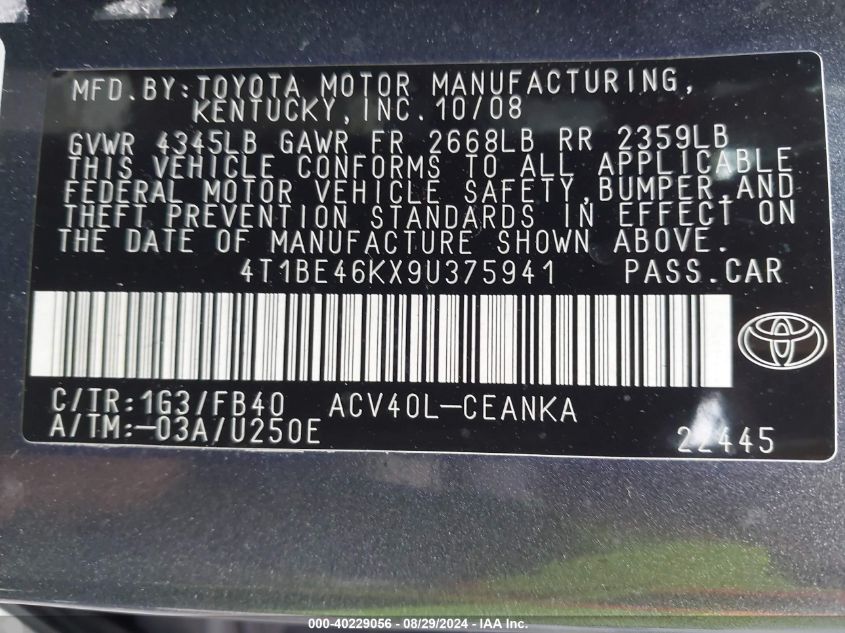 MFD.BY:TOYOTA MOTOR MANUFACTURING,
KENTUCKY,INC.10/08
GVWR 4345LB GAWR FR 2668LB RR 2359LB
THIS VEHICLE CONFORMS TO ALL APPLICABLE
FEDERAL MOTOR VEHICLE SAFETY,BUMPER,AND
THEFT PREVENTION STANDARDS IN EFFECT ON
THE DATE OF MANUFACTURE SHOWN ABOVE.
4T1BE46KX9U375941 PASS.CAR
C/TR:1G3/FB40 ACV40L-CEANKA
A/TM:-03A/U250E
22445
000-40229056 - 08/29/2024 - IAA Inc.